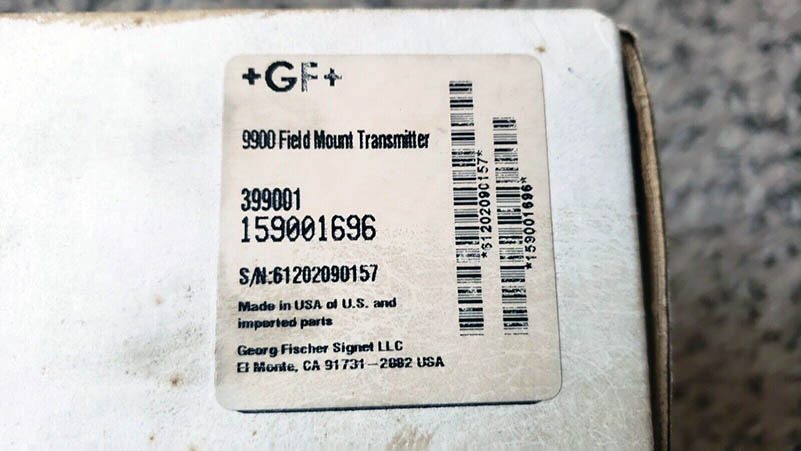 +GF+
9900 Field Mount Transmitter
399001
159001696
S/N:61202090157
Made in USA of U.S. and
imported parts
Georg Fischer Signet LLC
El Monte, CA 91731-2882 USA
*61202090157*
*159001696*